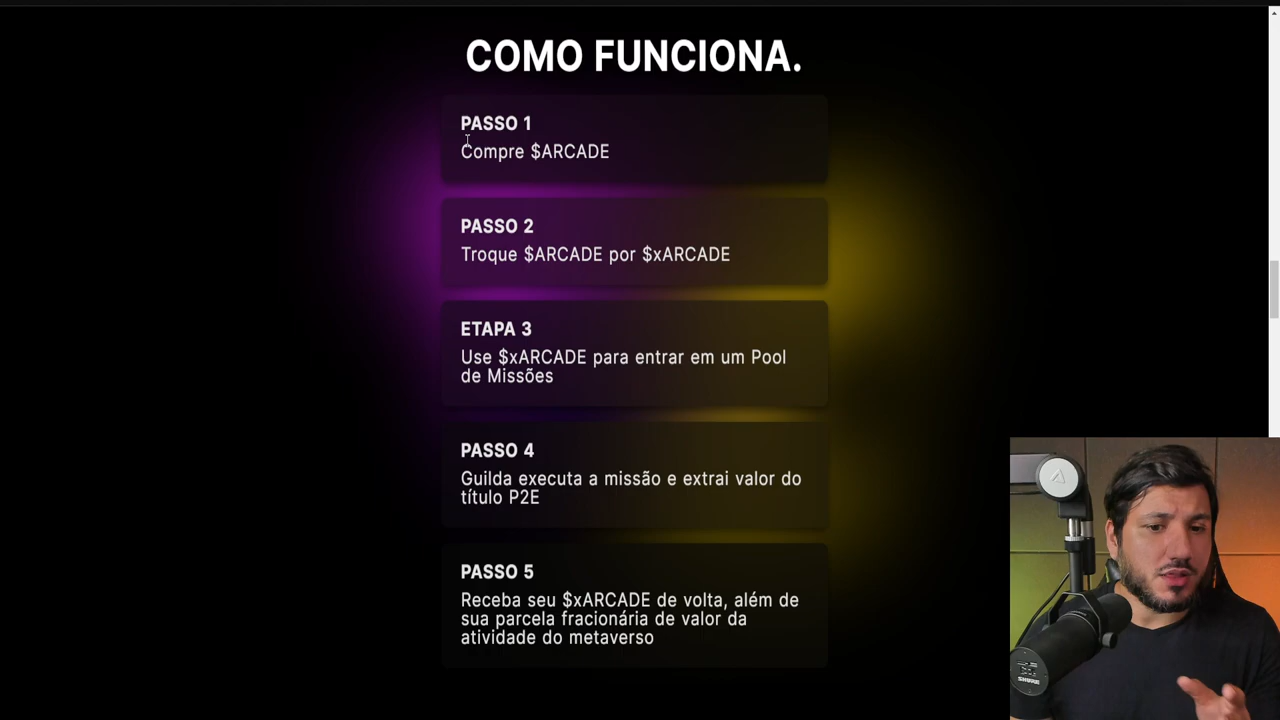 COMO FUNCIONA.
PASSO 1
Compre $ARCADE
PASSO 2
Troque $ARCADE por $xARCADE
ETAPA 3
Use $xARCADE para entrar em um Pool
de Missões
PASSO 4
Guilda executa a missão e extrai valor do
título P2E
PASSO 5
Receba seu $xARCADE de volta, além de
sua parcela fracionária de valor da
atividade do metaverso
SHURE